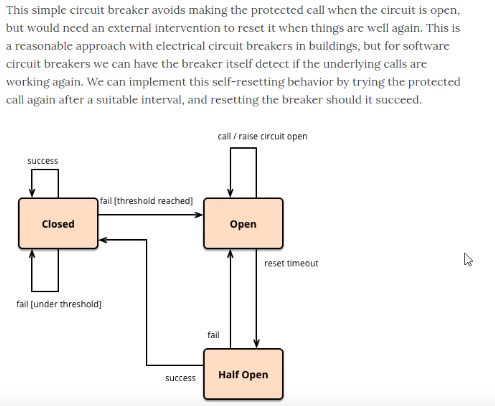 This simple circuit breaker avoids making the protected call when the circuit is open,
but would need an external intervention to reset it when things are well again. This is
a reasonable approach with electrical circuit breakers in buildings, but for software
circuit breakers we can have the breaker itself detect if the underlying calls are
working again. We can implement this self-resetting behavior by trying the protected
call again after a suitable interval, and resetting the breaker should it succeed.
call / raise circuit open
success
fail [threshold reached]
Closed
Open
reset timeout
fail [under threshold]
fail
Half Open
success